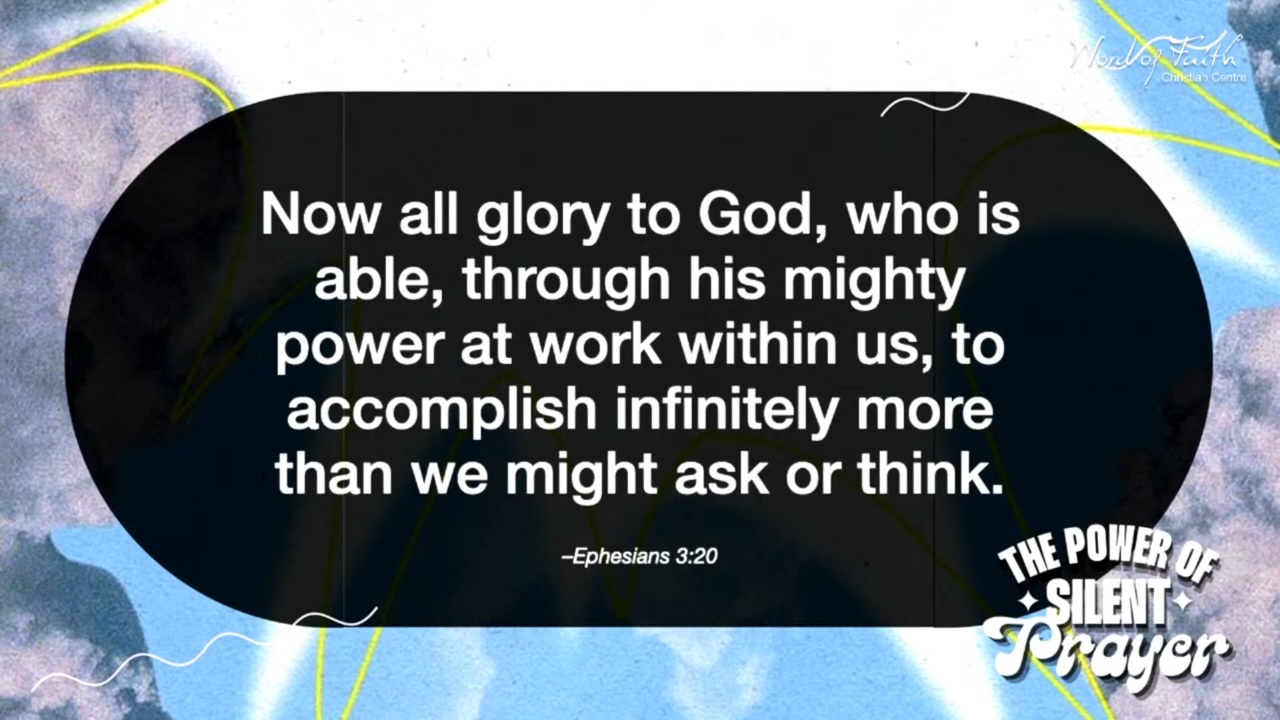 Word of Faith
Christian Centre
Now all glory to God, who is
able, through his mighty
power at work within us, to
accomplish infinitely more
than we might ask or think.
–Ephesians 3:20
THE POWER OF
SILENT
Prayer